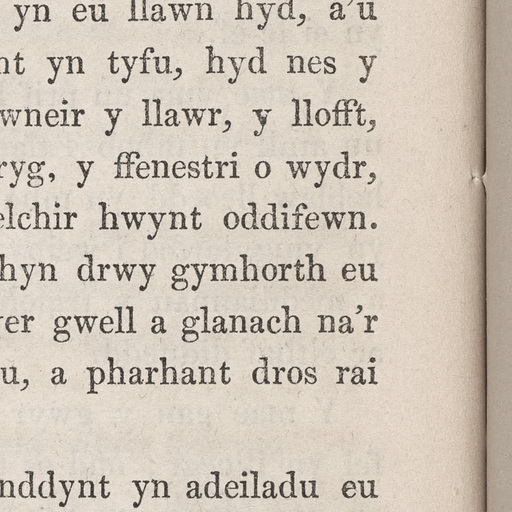 yn eu llawn hyd, a'u
nt yn tyfu, hyd nes y
wneir y llawr, y llofft,
ryg, y ffenestri o wydr,
elchir hwynt oddifewn.
hyn drwy gymhorth eu
er gwell a glanach na'r
u, a pharhant dros rai
nddynt yn adeiladu eu